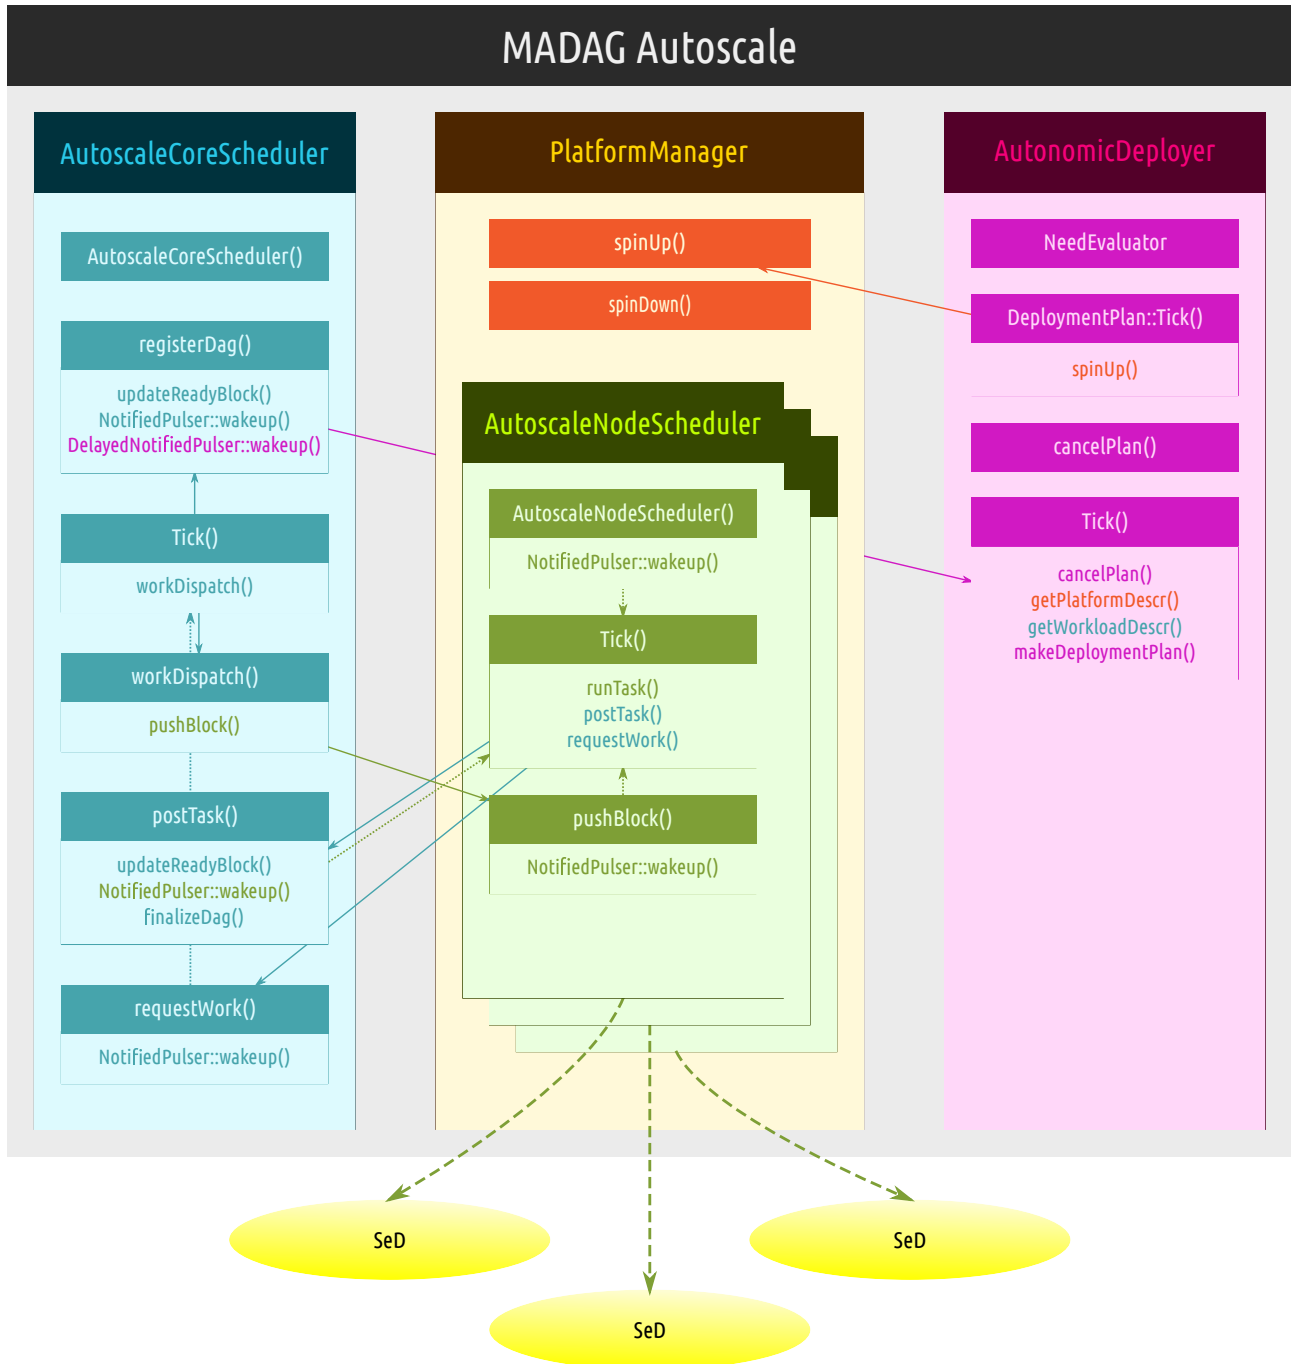 MADAG Autoscale
AutoscaleCoreScheduler
AutoscaleCoreScheduler()
registerDag()
updateReadyBlock()
NotifiedPulser::wakeup()
DelayedNotifiedPulser::wakeup()
Tick()
workDispatch()
workDispatch()
pushBlock()
postTask()
updateReadyBlock()
NotifiedPulser::wakeup()
finalizeDag()
requestWork()
NotifiedPulser::wakeup()
PlatformManager
spinUp()
spinDown()
AutoscaleNodeScheduler
AutoscaleNodeScheduler()
NotifiedPulser::wakeup()
Tick()
runTask()
postTask()
requestWork()
pushBlock()
NotifiedPulser::wakeup()
AutonomicDeployer
NeedEvaluator
DeploymentPlan::Tick()
spinUp()
cancelPlan()
Tick()
cancelPlan()
getPlatformDescr()
getWorkloadDescr()
makeDeploymentPlan()
SeD
SeD
SeD